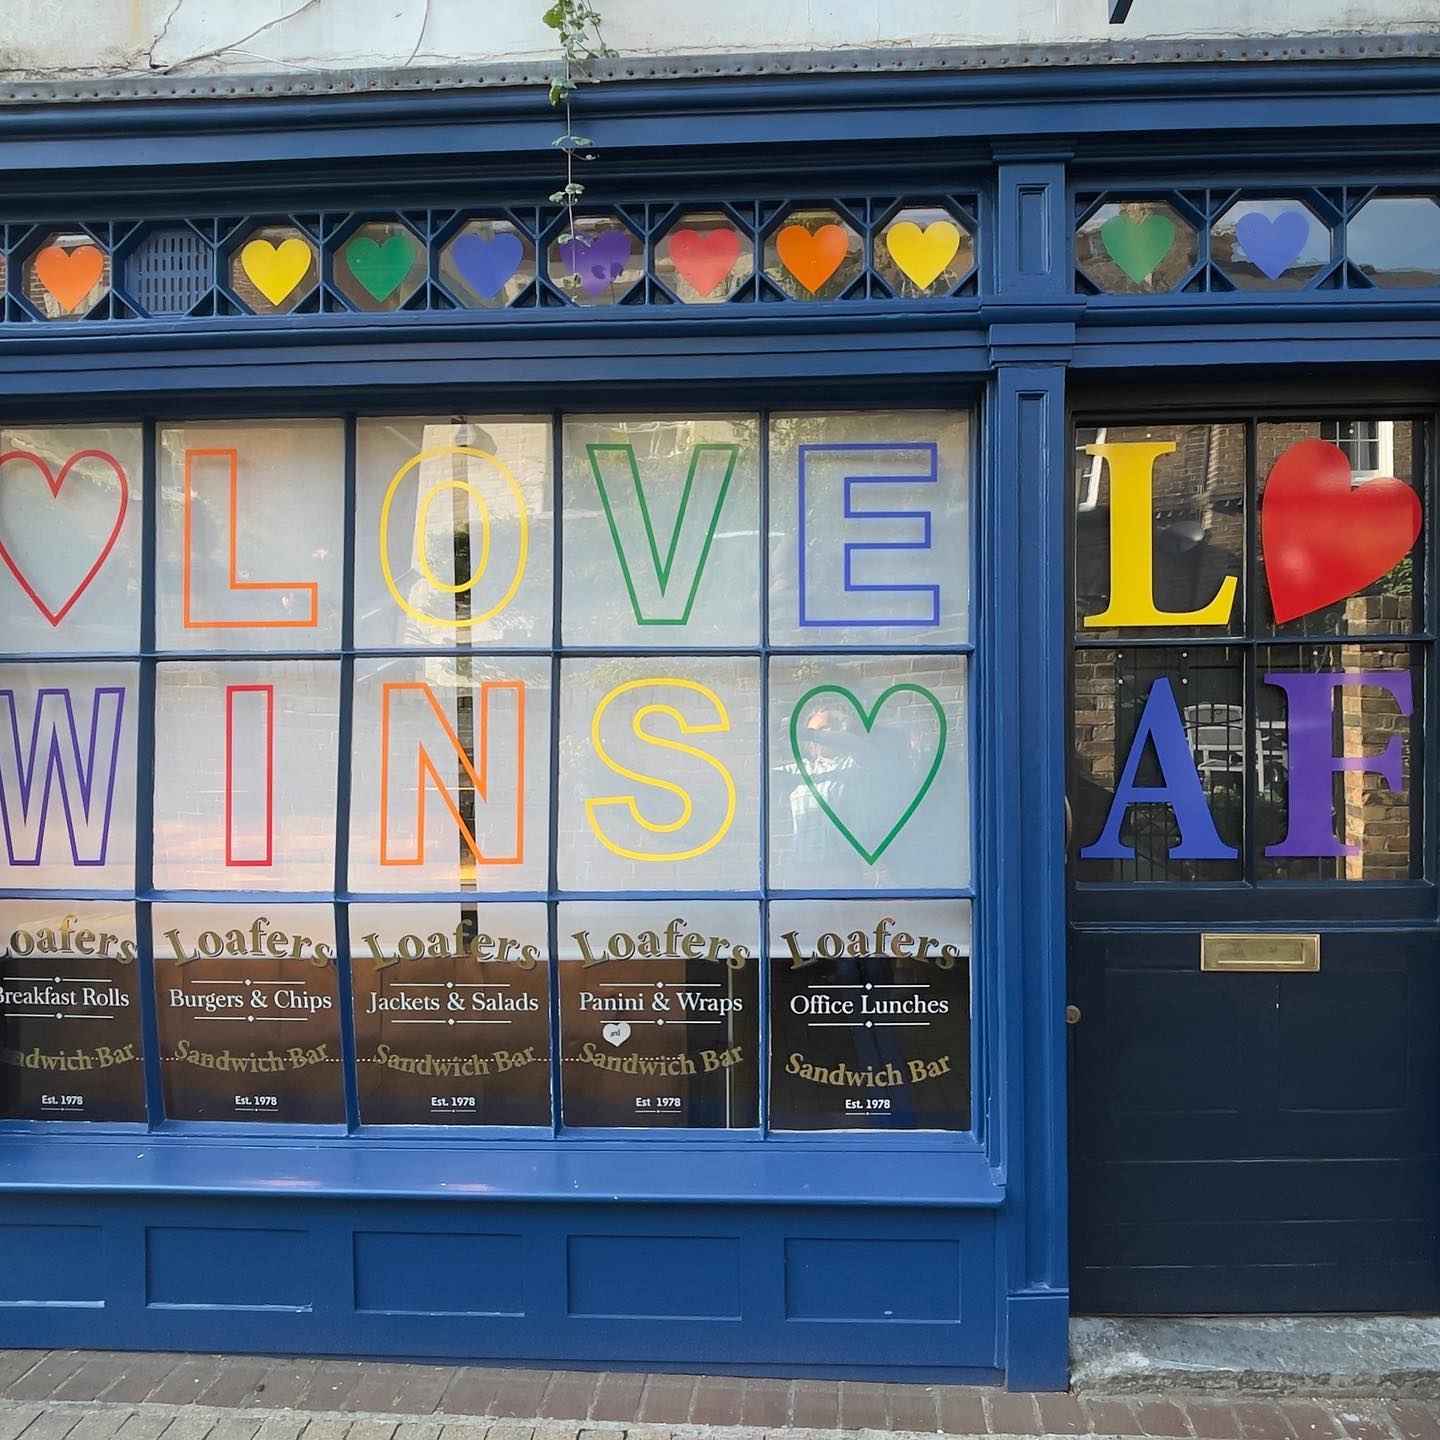 LOVE
WINS
L
AF
Loafers
Breakfast Rolls
Sandwich Bar
Est. 1978
Loafers
Burgers & Chips
Sandwich Bar
Est. 1978
Loafers
Jackets & Salads
Sandwich Bar
Est. 1978
Loafers
Panini & Wraps
and
Sandwich Bar
Est 1978
Loafers
Office Lunches
Sandwich Bar
Est. 1978